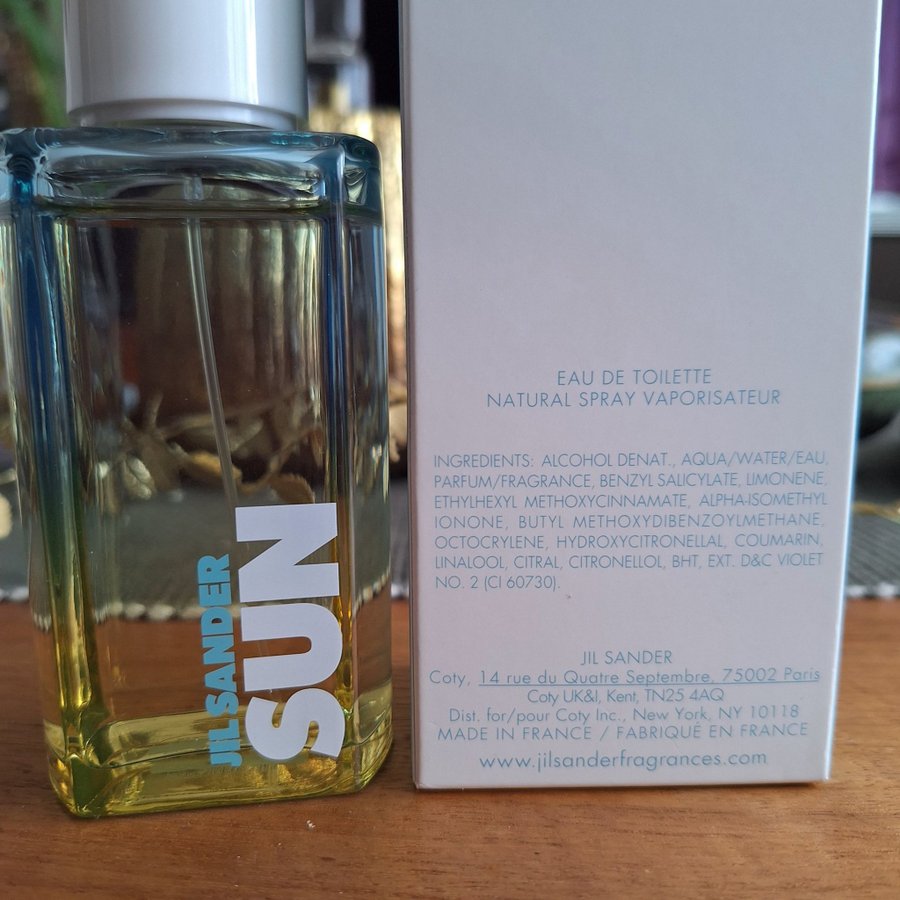 JIL SANDER
SUN
EAU DE TOILETTE
NATURAL SPRAY VAPORISATEUR
INGREDIENTS: ALCOHOL DENAT., AQUA/WATER/EAU,
PARFUM/FRAGRANCE, BENZYL SALICYLATE, LIMONENE,
ETHYLHEXYL METHOXYCINNAMATE, ALPHA-ISOMETHYL
IONONE, BUTYL METHOXYDIBENZOYLMETHANE,
OCTOCRYLENE, HYDROXYCITRONELLAL, COUMARIN,
LINALOOL, CITRAL, CITRONELLOL, BHT, EXT. D&C VIOLET
NO. 2 (CI 60730).
JIL SANDER
Coty, 14 rue du Quatre Septembre, 75002 Paris
Coty UK&I, Kent, TN25 4AQ
Dist. for/pour Coty Inc., New York, NY 10118
MADE IN FRANCE / FABRIQUÉ EN FRANCE
www.jilsanderfragrances.com